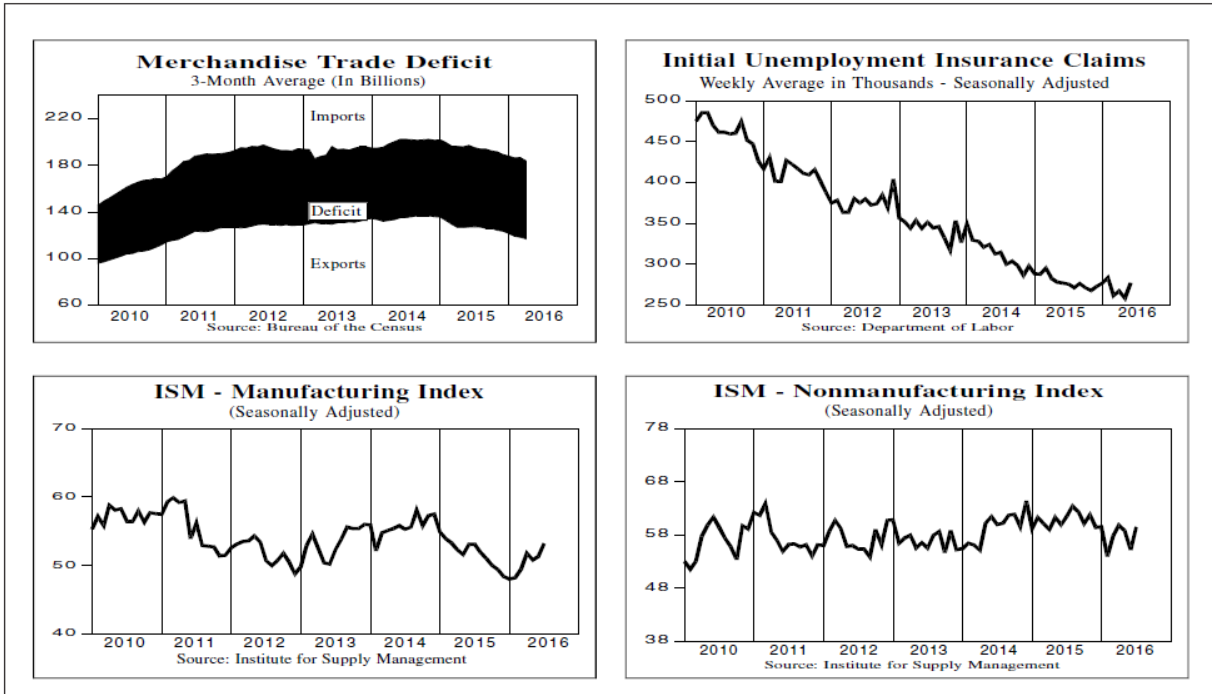 Merchandise Trade Deficit
3-Month Average (In Billions)
220
180
140
100
60
Imports
Deficit
Exports
2010 2011 2012 2013 2014 2015 2016
Source: Bureau of the Census
Initial Unemployment Insurance Claims
Weekly Average in Thousands - Seasonally Adjusted
500
450
400
350
300
250
2010 2011 2012 2013 2014 2015 2016
Source: Department of Labor
ISM - Manufacturing Index
(Seasonally Adjusted)
70
60
50
40
2010 2011 2012 2013 2014 2015 2016
Source: Institute for Supply Management
ISM - Nonmanufacturing Index
(Seasonally Adjusted)
78
68
58
48
38
2010 2011 2012 2013 2014 2015 2016
Source: Institute for Supply Management